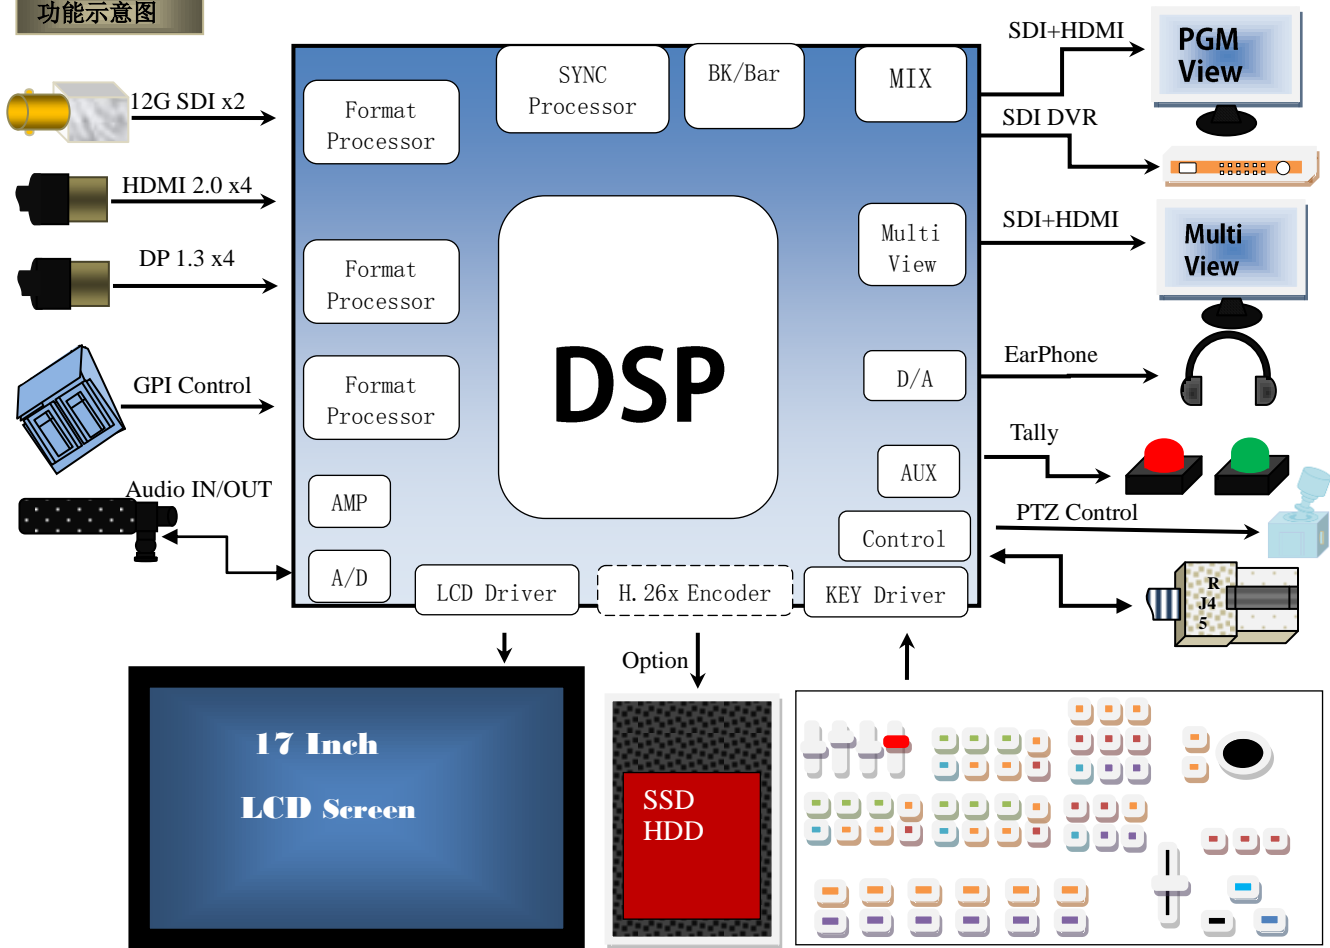 功能示意图
12G SDI x2
HDMI 2.0 x4
DP 1.3 x4
GPI Control
Audio IN/OUT
Format
Processor
Format
Processor
Format
Processor
AMP
A/D
SYNC
Processor
BK/Bar
MIX
DSP
Multi
View
D/A
AUX
Control
LCD Driver
H.26x Encoder
KEY Driver
SDI+HDMI
PGM
View
SDI DVR
SDI+HDMI
Multi
View
EarPhone
Tally
PTZ Control
R
J4
5
Option
17 Inch
LCD Screen
SSD
HDD